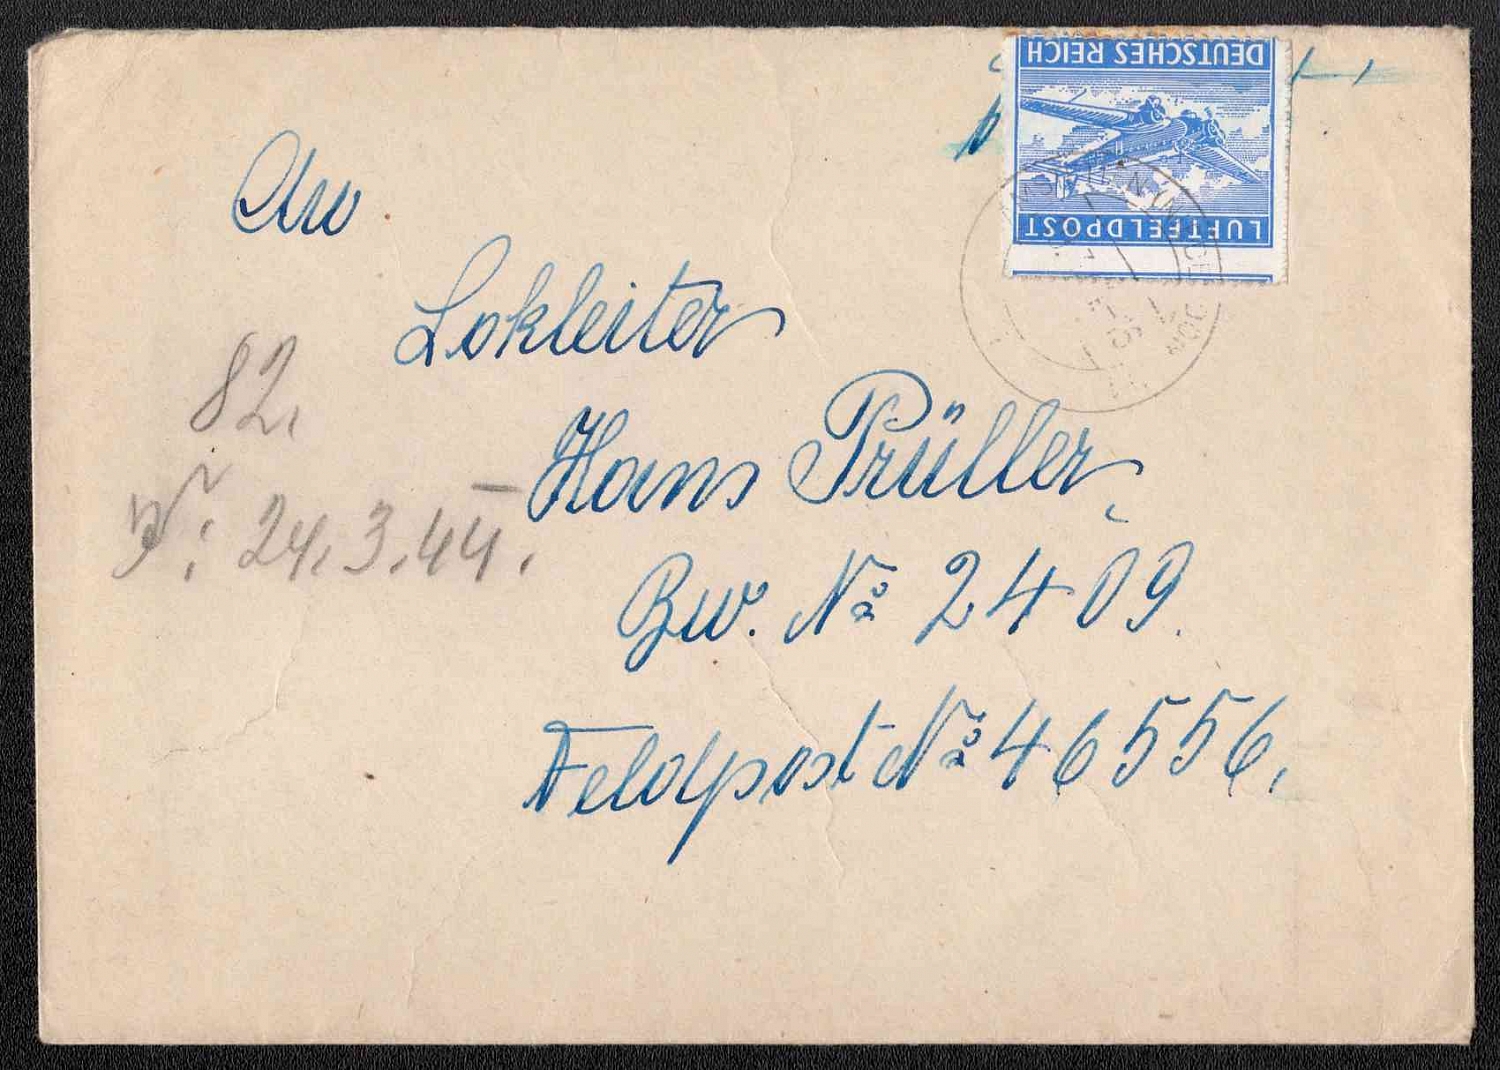 DEUTSCHES REICH
LUFTFELDPOST
An
Lokleiter
Hans Prüller,
Bw. No 2409.
Feldpost No 46556.
82.
24.3.44.